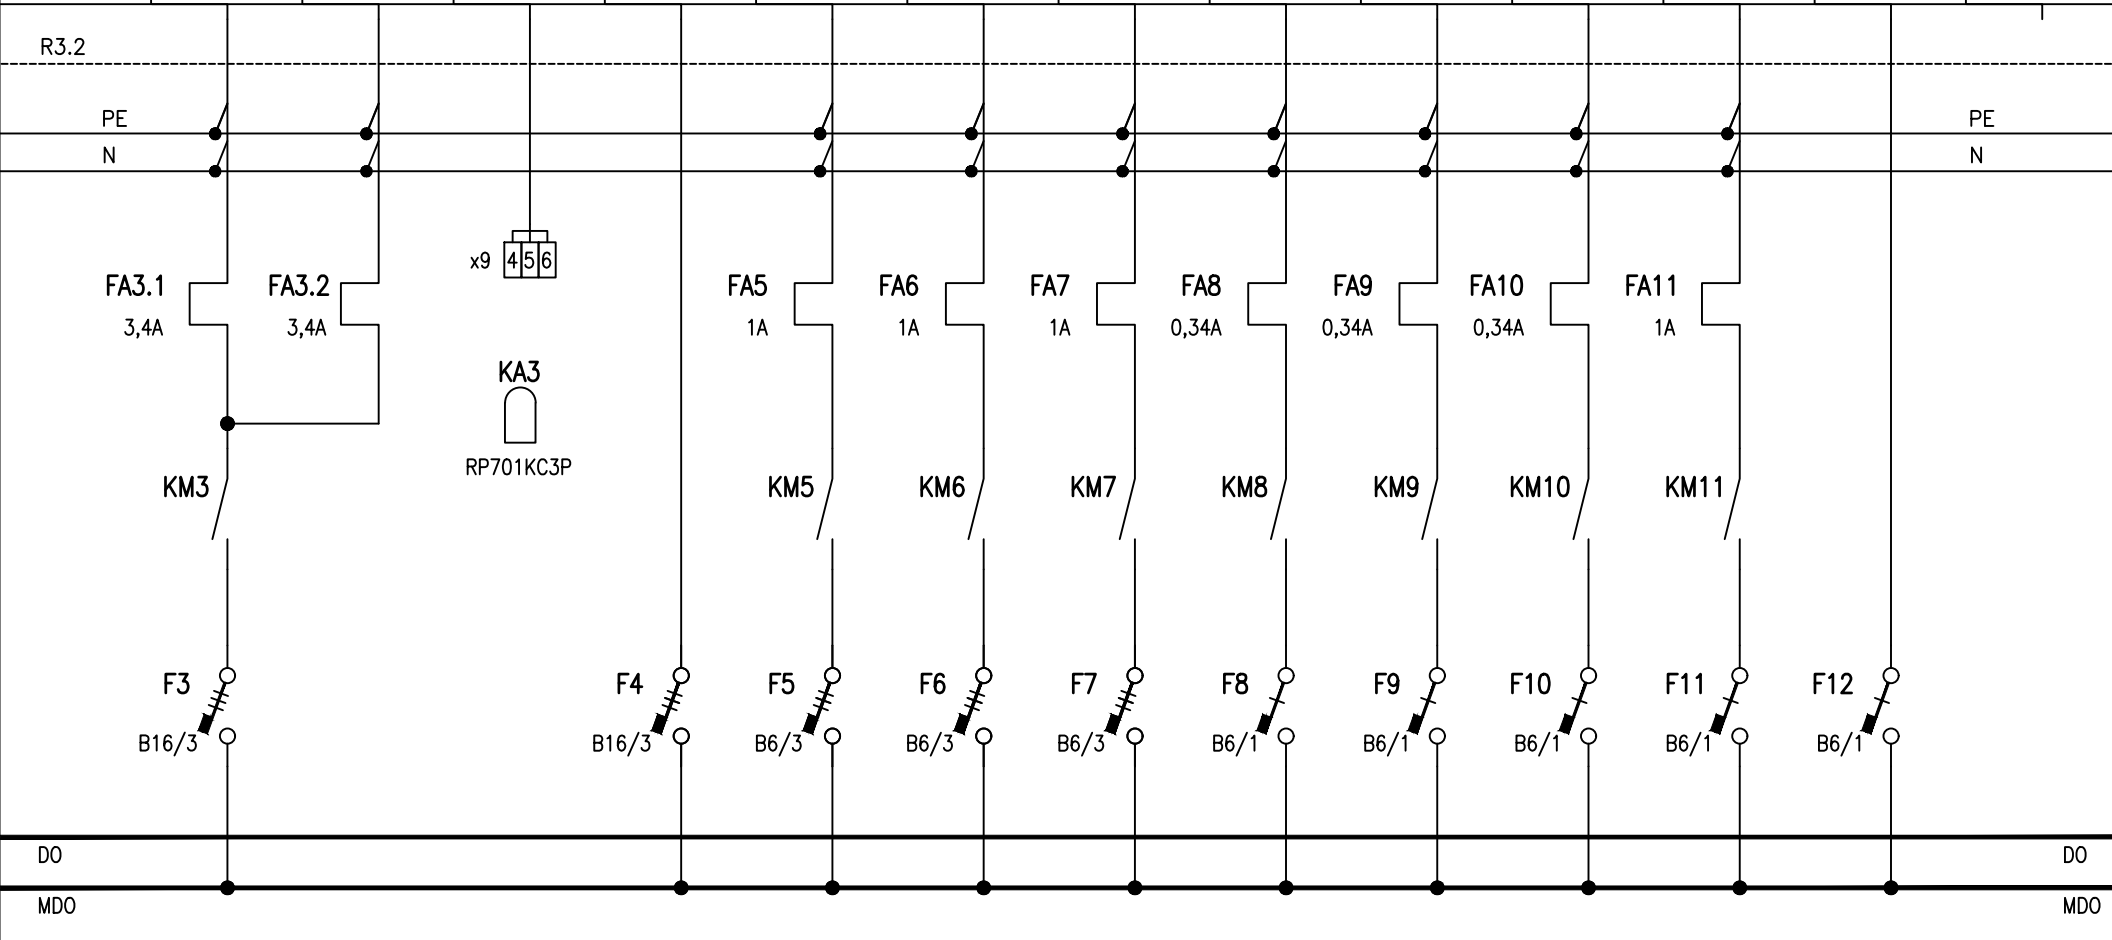 R3.2
PE PE
N N
x9 4 5 6
FA3.1 FA3.2 FA5 FA6 FA7 FA8 FA9 FA10 FA11
3,4A 3,4A 1A 1A 1A 0,34A 0,34A 0,34A 1A
KA3
RP701KC3P
KM3 KM5 KM6 KM7 KM8 KM9 KM10 KM11
F3 F4 F5 F6 F7 F8 F9 F10 F11 F12
B16/3 B16/3 B6/3 B6/3 B6/3 B6/1 B6/1 B6/1 B6/1 B6/1
DO DO
MDO MDO